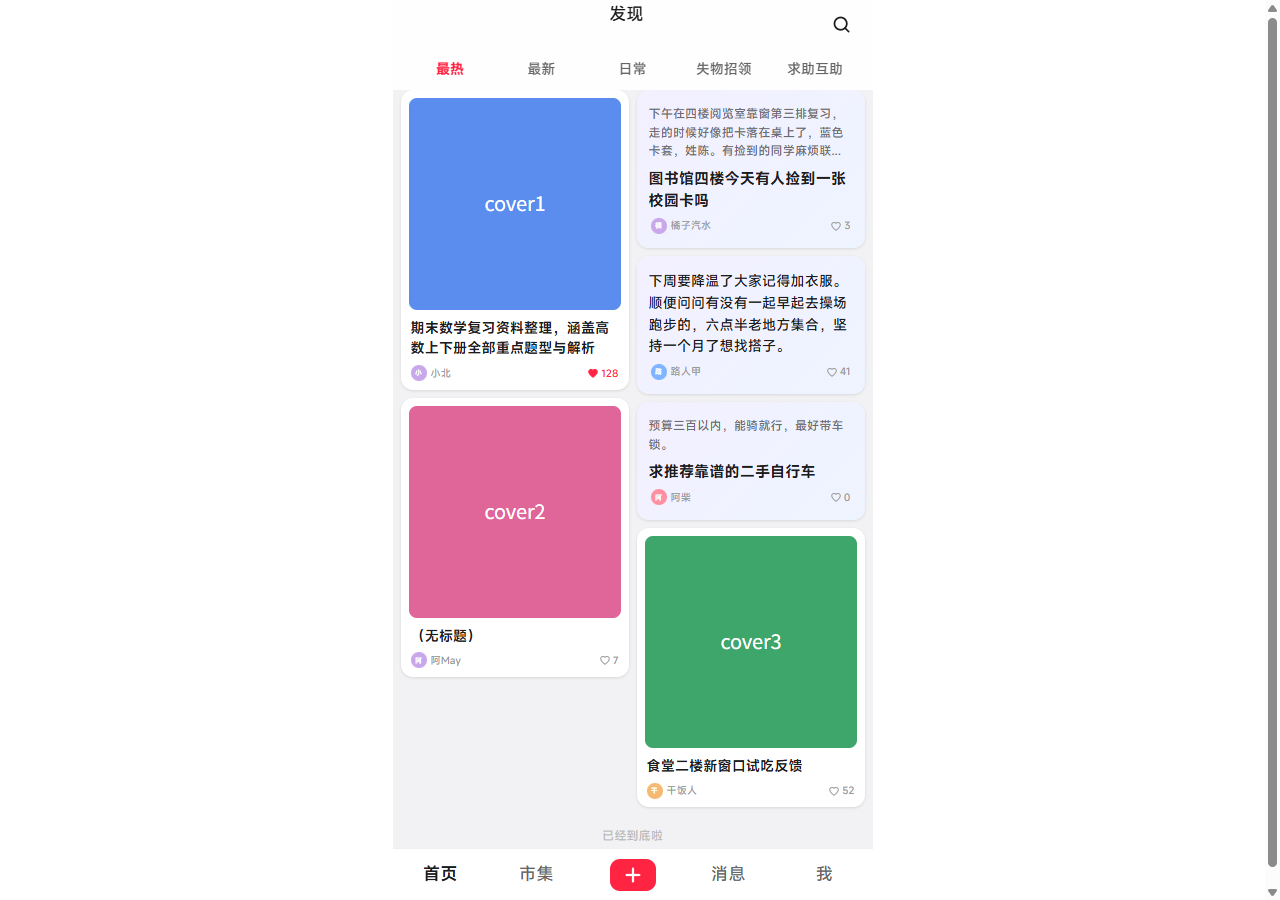 发现
最热
最新
日常
失物招领
求助互助
cover1
期末数学复习资料整理，涵盖高
数上下册全部重点题型与解析
小
小北
128
cover2
（无标题）
阿
阿May
7
下午在四楼阅览室靠窗第三排复习，
走的时候好像把卡落在桌上了，蓝色
卡套，姓陈。有捡到的同学麻烦联...
图书馆四楼今天有人捡到一张
校园卡吗
橘
橘子汽水
3
下周要降温了大家记得加衣服。
顺便问问有没有一起早起去操场
跑步的，六点半老地方集合，坚
持一个月了想找搭子。
路
路人甲
41
预算三百以内，能骑就行，最好带车
锁。
求推荐靠谱的二手自行车
阿
阿柴
0
cover3
食堂二楼新窗口试吃反馈
干
干饭人
52
已经到底啦
首页
市集
消息
我